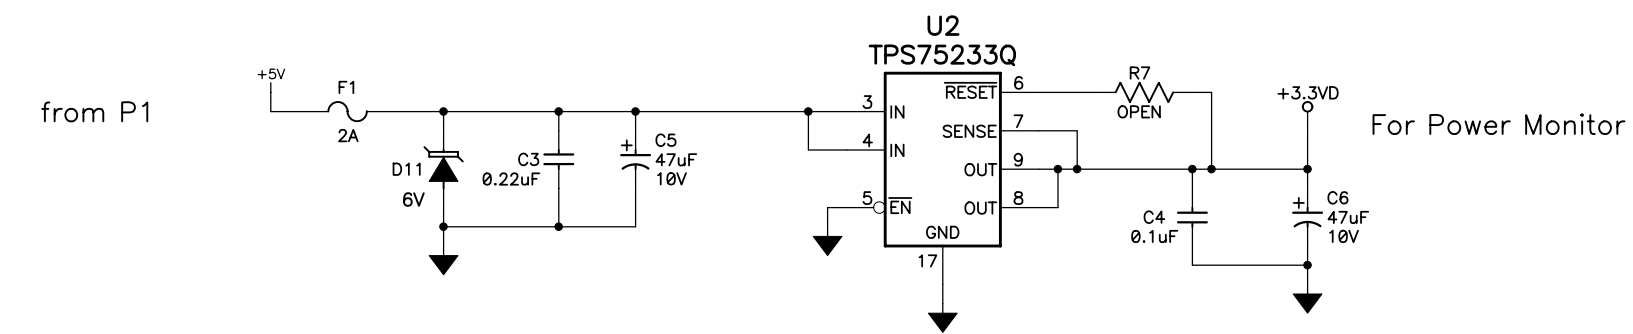 U2
TPS75233Q
from P1
+5V
F1
2A
D11
6V
C3
0.22uF
+
C5
47uF
10V
3
IN
4
IN
5
EN
GND
17
RESET
6
SENSE
7
OUT
9
OUT
8
R7
OPEN
+3.3VD
For Power Monitor
C4
0.1uF
+
C6
47uF
10V